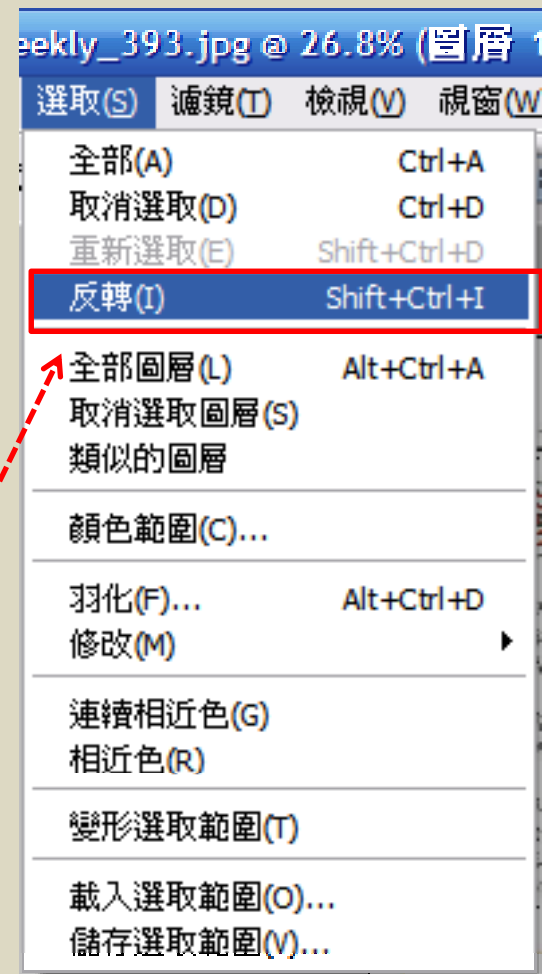 eekly_393.jpg @ 26.8% (圖層 1
選取(S) 濾鏡(T) 檢視(V) 視窗(W
全部(A) Ctrl+A
取消選取(D) Ctrl+D
重新選取(E) Shift+Ctrl+D
反轉(I) Shift+Ctrl+I
全部圖層(L) Alt+Ctrl+A
取消選取圖層(S)
類似的圖層
顏色範圍(C)...
羽化(F)... Alt+Ctrl+D
修改(M)
連續相近色(G)
相近色(R)
變形選取範圍(T)
載入選取範圍(O)...
儲存選取範圍(V)...